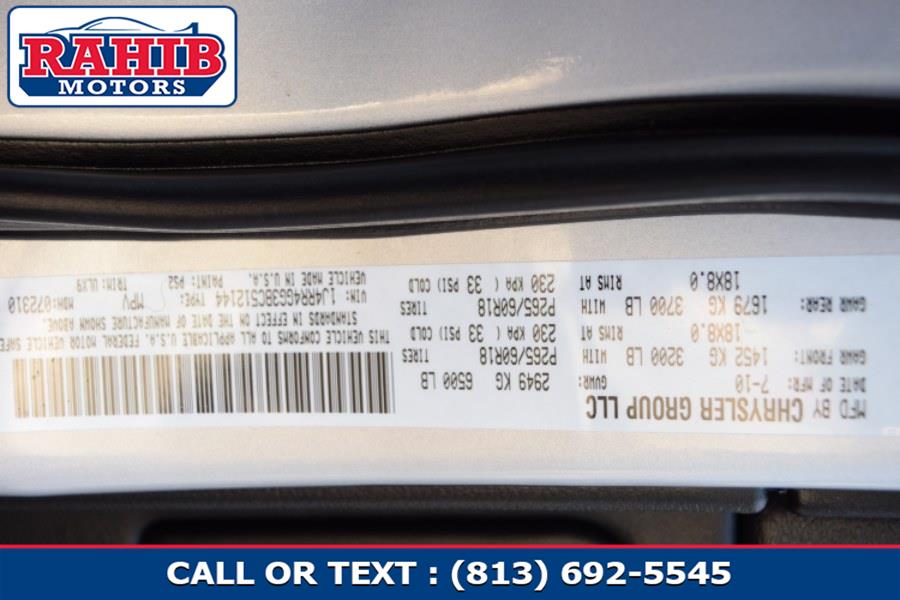 RAHIB
MOTORS
MFD BY CHRYSLER GROUP LLC
DATE OF MFR: 7-10 GVWR: 2949 KG 6500 LB
GAWR FRONT: 1452 KG 3200 LB WITH P265/60R18 TIRES
18X8.0 RIMS AT 230 KPA ( 33 PSI) COLD
GAWR REAR: 1679 KG 3700 LB WITH P265/60R18 TIRES
18X8.0 RIMS AT 230 KPA ( 33 PSI) COLD
THIS VEHICLE CONFORMS TO ALL APPLICABLE U.S.A. FEDERAL MOTOR VEHICLE SAFE
STANDARDS IN EFFECT ON THE DATE OF MANUFACTURE SHOWN ABOVE.
VIN: 1J4RR4GG3BC512144 TYPE: MPV MDH: 072310
VEHICLE MADE IN U.S.A. PAINT: PS2 TRIM: ULX9
CALL OR TEXT : (813) 692-5545